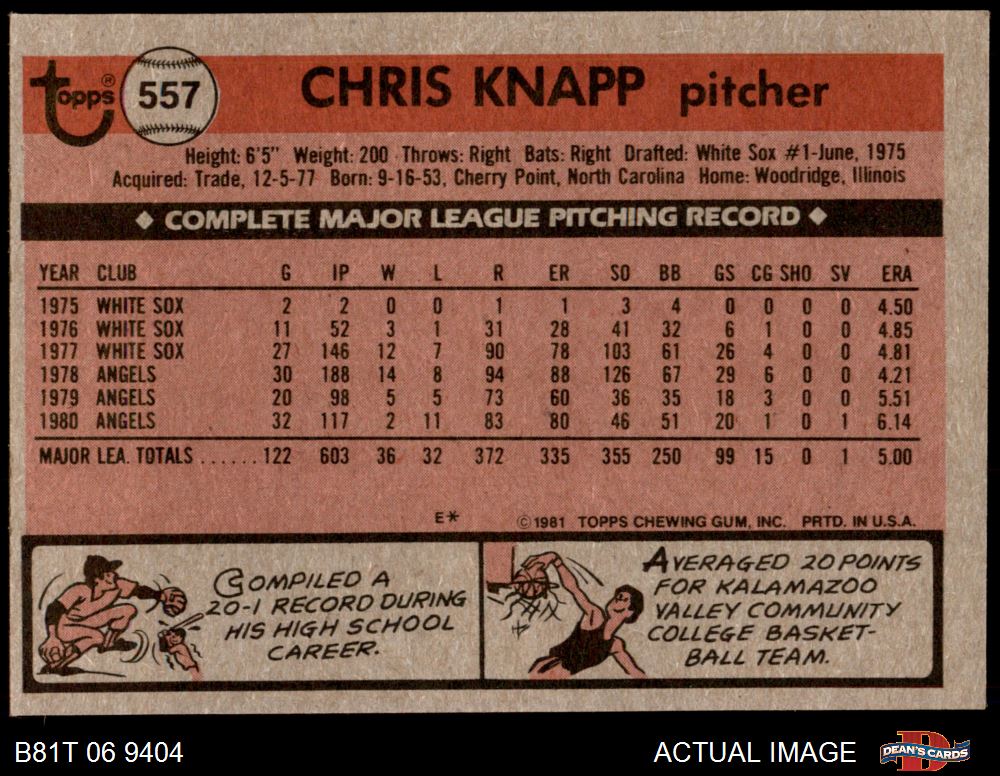 topps®
557
CHRIS KNAPP pitcher
Height: 6'5" Weight: 200 Throws: Right Bats: Right Drafted: White Sox #1-June, 1975
Acquired: Trade, 12-5-77 Born: 9-16-53, Cherry Point, North Carolina Home: Woodridge, Illinois
◆ COMPLETE MAJOR LEAGUE PITCHING RECORD ◆
YEAR CLUB G IP W L R ER SO BB GS CG SHO SV ERA
1975 WHITE SOX 2 2 0 0 1 1 3 4 0 0 0 0 4.50
1976 WHITE SOX 11 52 3 1 31 28 41 32 6 1 0 0 4.85
1977 WHITE SOX 27 146 12 7 90 78 103 61 26 4 0 0 4.81
1978 ANGELS 30 188 14 8 94 88 126 67 29 6 0 0 4.21
1979 ANGELS 20 98 5 5 73 60 36 35 18 3 0 0 5.51
1980 ANGELS 32 117 2 11 83 80 46 51 20 1 0 1 6.14
MAJOR LEA. TOTALS ...... 122 603 36 32 372 335 355 250 99 15 0 1 5.00
E* ©1981 TOPPS CHEWING GUM, INC. PRTD. IN U.S.A.
COMPILED A
20-1 RECORD DURING
HIS HIGH SCHOOL
CAREER.
AVERAGED 20 POINTS
FOR KALAMAZOO
VALLEY COMMUNITY
COLLEGE BASKET-
BALL TEAM.
B81T 06 9404
ACTUAL IMAGE
DEAN'S CARDS